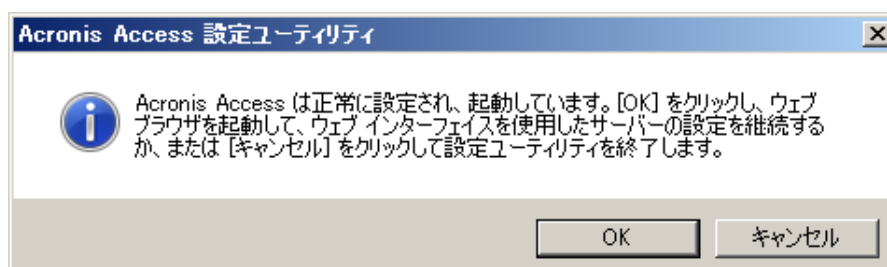 Acronis Access 設定ユーティリティ
Acronis Access は正常に設定され、起動しています。[OK] をクリックし、ウェブ
ブラウザを起動して、ウェブ インターフェイスを使用したサーバーの設定を継続する
か、または [キャンセル] をクリックして設定ユーティリティを終了します。
OK
キャンセル